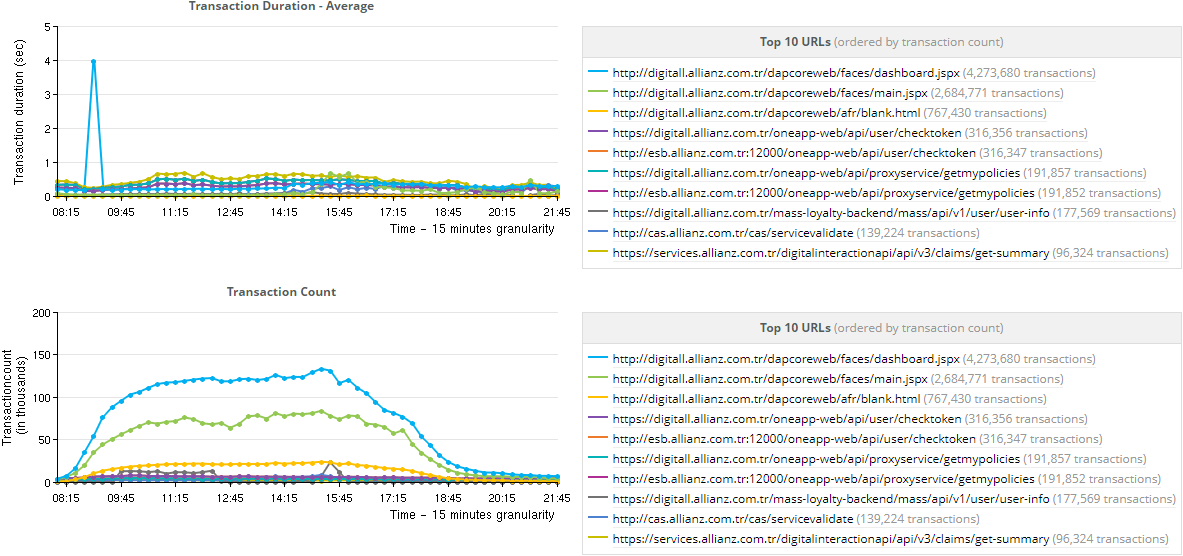 Transaction Duration - Average
Transaction duration (sec)
5
4
3
2
1
0
08:15 09:45 11:15 12:45 14:15 15:45 17:15 18:45 20:15 21:45
Time - 15 minutes granularity
Top 10 URLs (ordered by transaction count)
http://digitall.allianz.com.tr/dapcoreweb/faces/dashboard.jspx (4,273,680 transactions)
http://digitall.allianz.com.tr/dapcoreweb/faces/main.jspx (2,684,771 transactions)
http://digitall.allianz.com.tr/dapcoreweb/afr/blank.html (767,430 transactions)
https://digitall.allianz.com.tr/oneapp-web/api/user/checktoken (316,356 transactions)
http://esb.allianz.com.tr:12000/oneapp-web/api/user/checktoken (316,347 transactions)
https://digitall.allianz.com.tr/oneapp-web/api/proxyservice/getmypolicies (191,857 transactions)
http://esb.allianz.com.tr:12000/oneapp-web/api/proxyservice/getmypolicies (191,852 transactions)
https://digitall.allianz.com.tr/mass-loyalty-backend/mass/api/v1/user/user-info (177,569 transactions)
http://cas.allianz.com.tr/cas/servicevalidate (139,224 transactions)
https://services.allianz.com.tr/digitalinteractionapi/api/v3/claims/get-summary (96,324 transactions)
Transaction Count
Transactioncount
(in thousands)
200
150
100
50
0
08:15 09:45 11:15 12:45 14:15 15:45 17:15 18:45 20:15 21:45
Time - 15 minutes granularity
Top 10 URLs (ordered by transaction count)
http://digitall.allianz.com.tr/dapcoreweb/faces/dashboard.jspx (4,273,680 transactions)
http://digitall.allianz.com.tr/dapcoreweb/faces/main.jspx (2,684,771 transactions)
http://digitall.allianz.com.tr/dapcoreweb/afr/blank.html (767,430 transactions)
https://digitall.allianz.com.tr/oneapp-web/api/user/checktoken (316,356 transactions)
http://esb.allianz.com.tr:12000/oneapp-web/api/user/checktoken (316,347 transactions)
https://digitall.allianz.com.tr/oneapp-web/api/proxyservice/getmypolicies (191,857 transactions)
http://esb.allianz.com.tr:12000/oneapp-web/api/proxyservice/getmypolicies (191,852 transactions)
https://digitall.allianz.com.tr/mass-loyalty-backend/mass/api/v1/user/user-info (177,569 transactions)
http://cas.allianz.com.tr/cas/servicevalidate (139,224 transactions)
https://services.allianz.com.tr/digitalinteractionapi/api/v3/claims/get-summary (96,324 transactions)